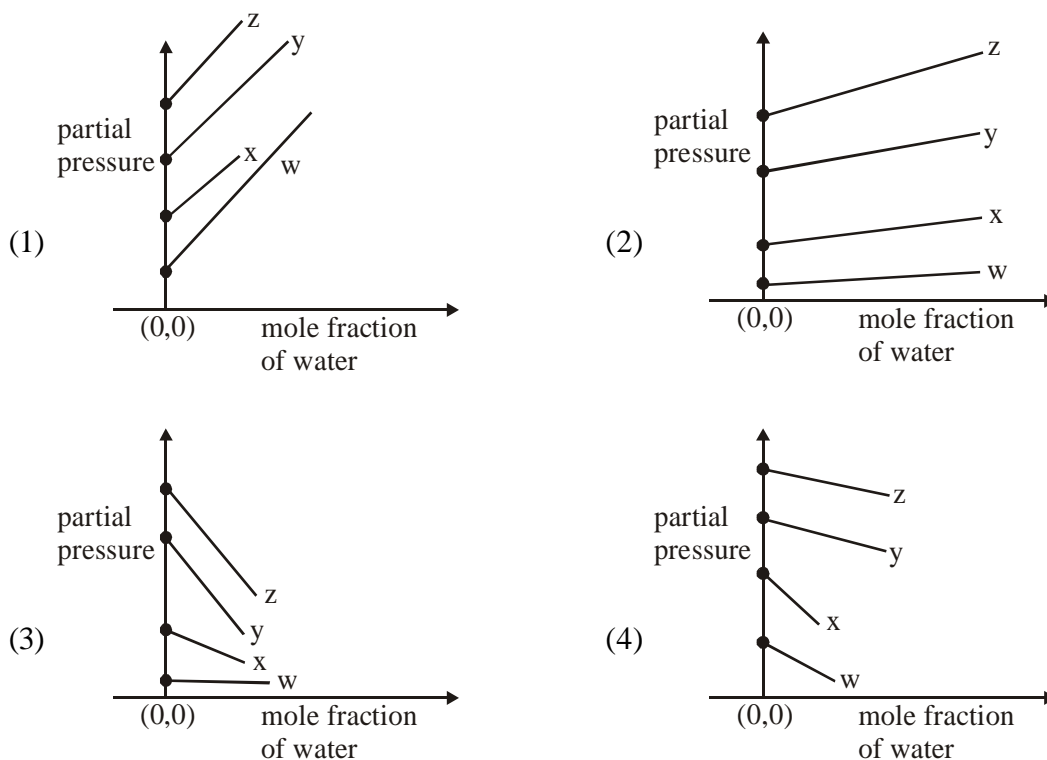 z
y
partial
pressure
x
w
(1)
(0,0)
mole fraction
of water
z
partial
pressure
y
x
(2)
w
(0,0)
mole fraction
of water
partial
pressure
z
y
(3)
x
w
(0,0)
mole fraction
of water
z
partial
pressure
y
x
(4)
w
(0,0)
mole fraction
of water